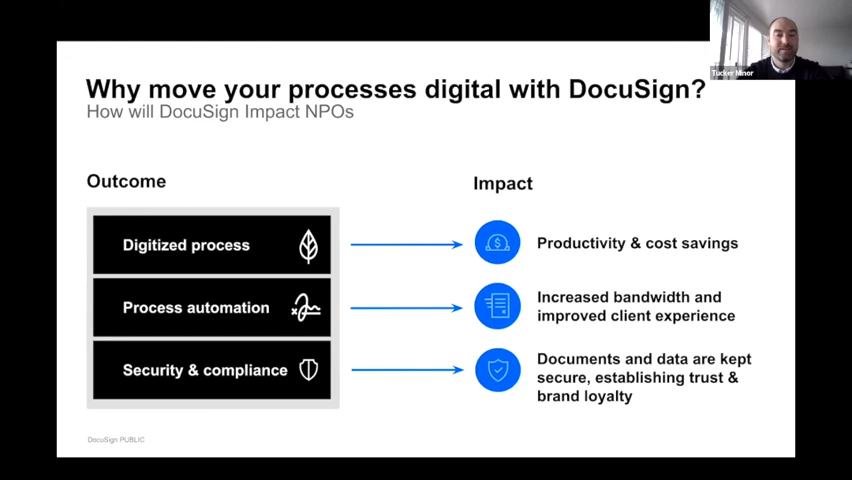 Tucker Minor
Why move your processes digital with DocuSign?
How will DocuSign Impact NPOs
Outcome
Impact
Digitized process
Productivity & cost savings
Process automation
Increased bandwidth and
improved client experience
Security & compliance
Documents and data are kept
secure, establishing trust &
brand loyalty
DocuSign PUBLIC